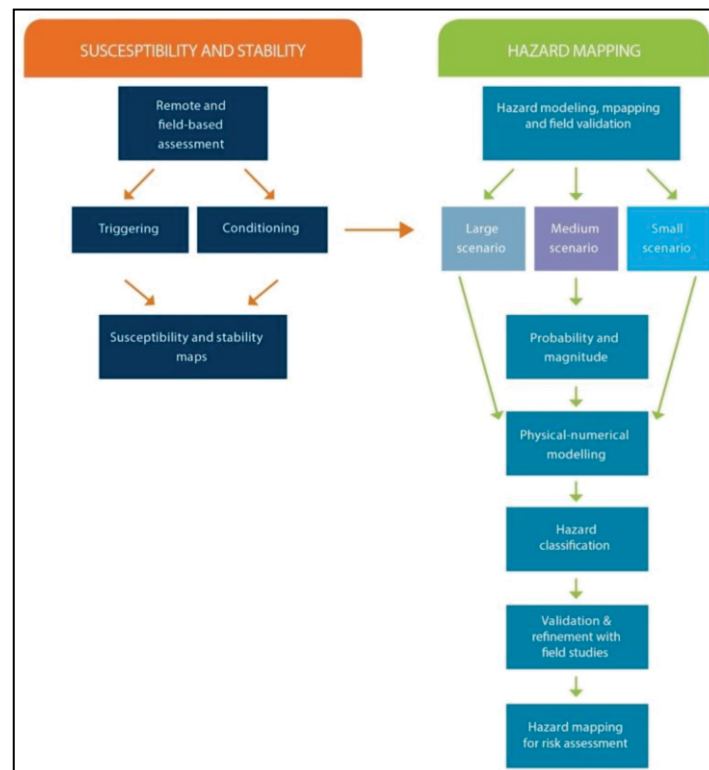 SUSCESPTIBILITY AND STABILITY
Remote and
field-based
assessment
Triggering
Conditioning
Susceptibility and stability
maps
HAZARD MAPPING
Hazard modeling, mpapping
and field validation
Large
scenario
Medium
scenario
Small
scenario
Probability and
magnitude
Physical-numerical
modelling
Hazard
classification
Validation &
refinement with
field studies
Hazard mapping
for risk assessment